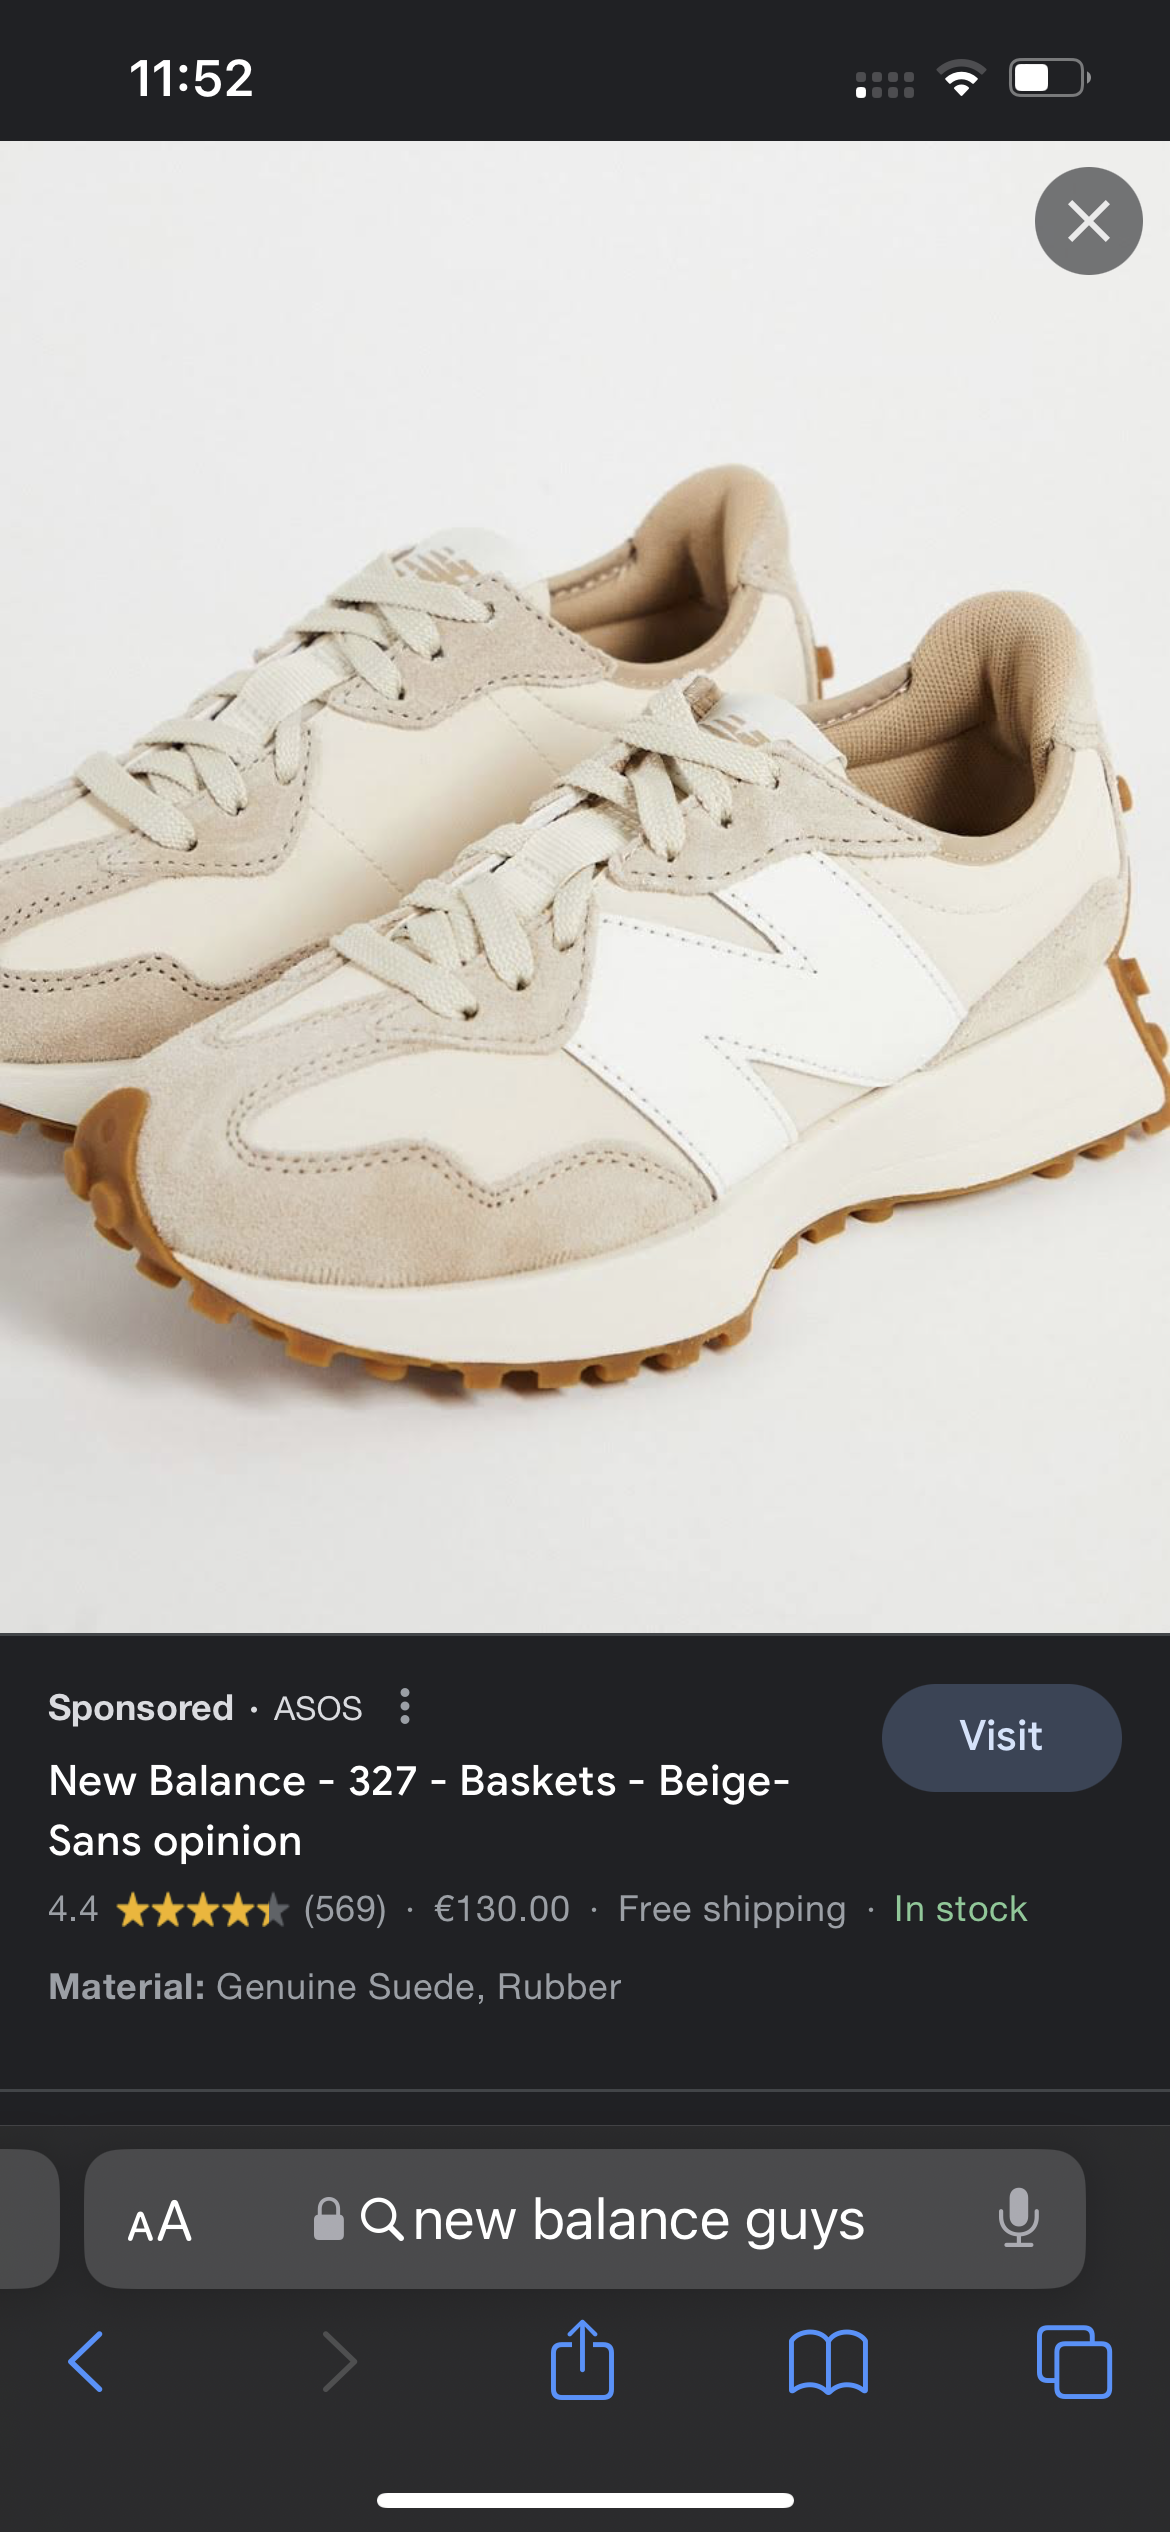 11:52
Sponsored · ASOS
Visit
New Balance - 327 - Baskets - Beige-
Sans opinion
4.4 (569) · €130.00 · Free shipping · In stock
Material: Genuine Suede, Rubber
AA new balance guys